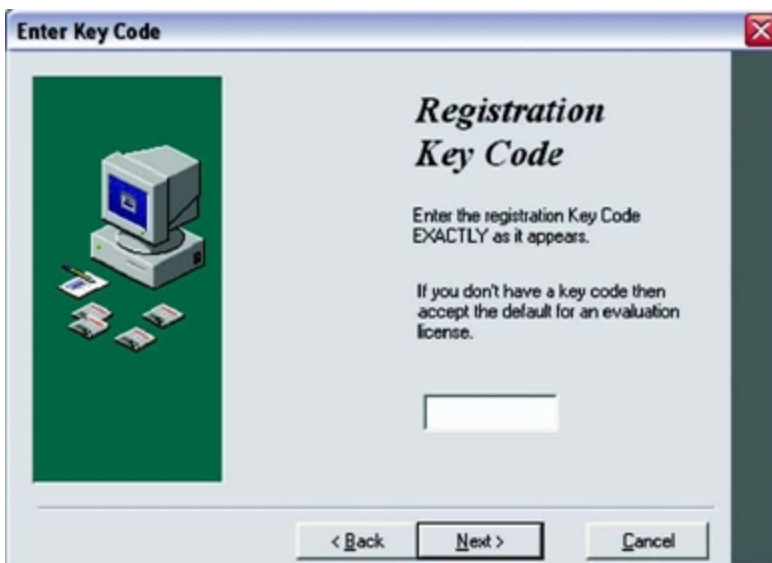 Enter Key Code
Registration
Key Code
Enter the registration Key Code
EXACTLY as it appears.
If you don't have a key code then
accept the default for an evaluation
license.
< Back
Next >
Cancel